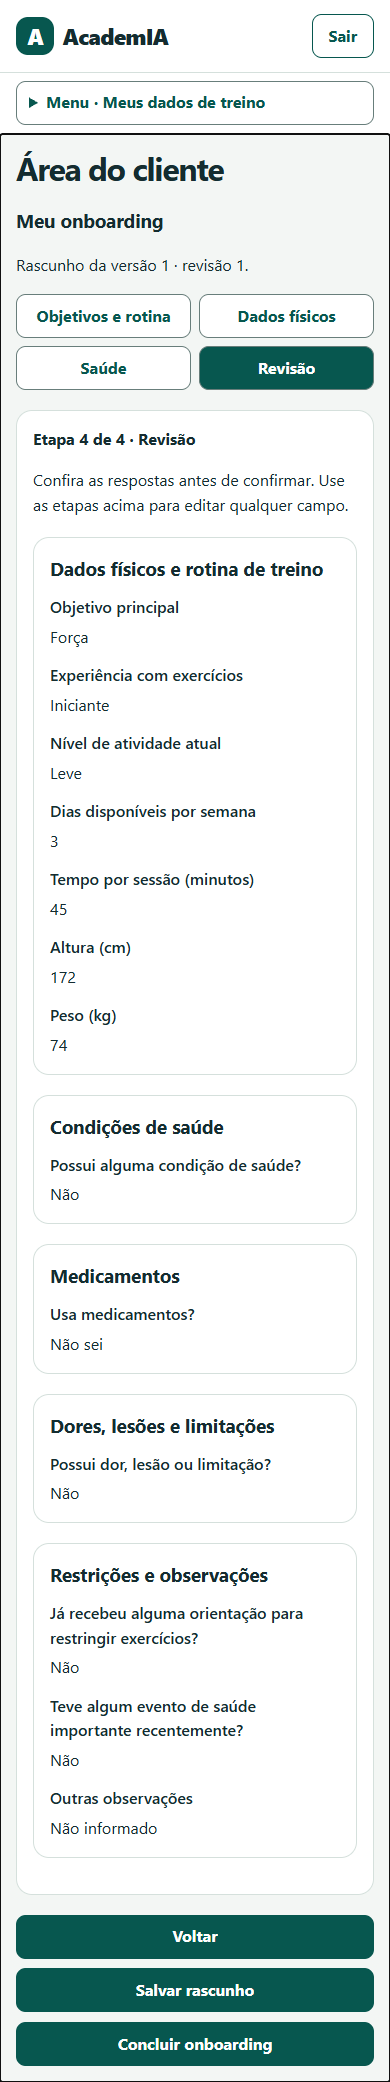 A AcademIA
Sair
▶ Menu · Meus dados de treino
Área do cliente
Meu onboarding
Rascunho da versão 1 · revisão 1.
Objetivos e rotina
Dados físicos
Saúde
Revisão
Etapa 4 de 4 · Revisão
Confira as respostas antes de confirmar. Use
as etapas acima para editar qualquer campo.
Dados físicos e rotina de treino
Objetivo principal
Força
Experiência com exercícios
Iniciante
Nível de atividade atual
Leve
Dias disponíveis por semana
3
Tempo por sessão (minutos)
45
Altura (cm)
172
Peso (kg)
74
Condições de saúde
Possui alguma condição de saúde?
Não
Medicamentos
Usa medicamentos?
Não sei
Dores, lesões e limitações
Possui dor, lesão ou limitação?
Não
Restrições e observações
Já recebeu alguma orientação para
restringir exercícios?
Não
Teve algum evento de saúde
importante recentemente?
Não
Outras observações
Não informado
Voltar
Salvar rascunho
Concluir onboarding